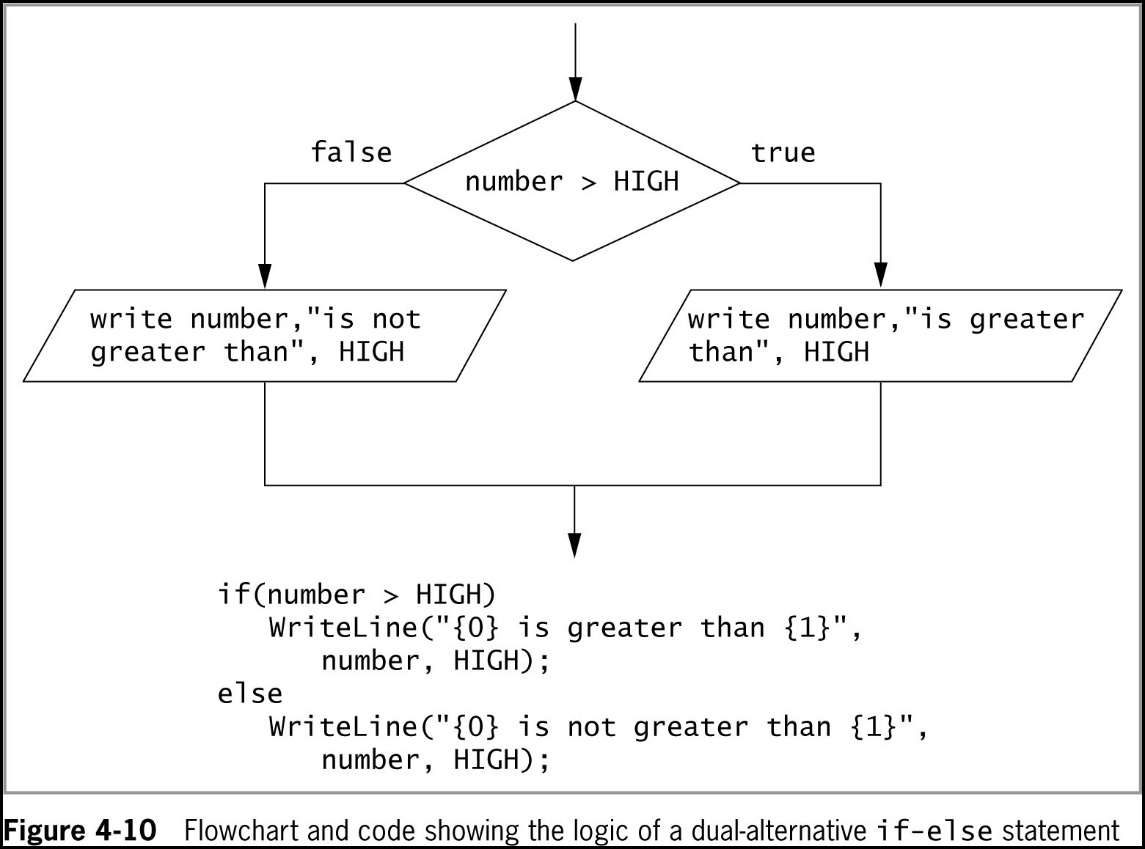 false
true
number > HIGH
write number,"is not
greater than", HIGH
write number,"is greater
than", HIGH
if(number > HIGH)
WriteLine("{0} is greater than {1}",
number, HIGH);
else
WriteLine("{0} is not greater than {1}",
number, HIGH);
Figure 4-10 Flowchart and code showing the logic of a dual-alternative if-else statement